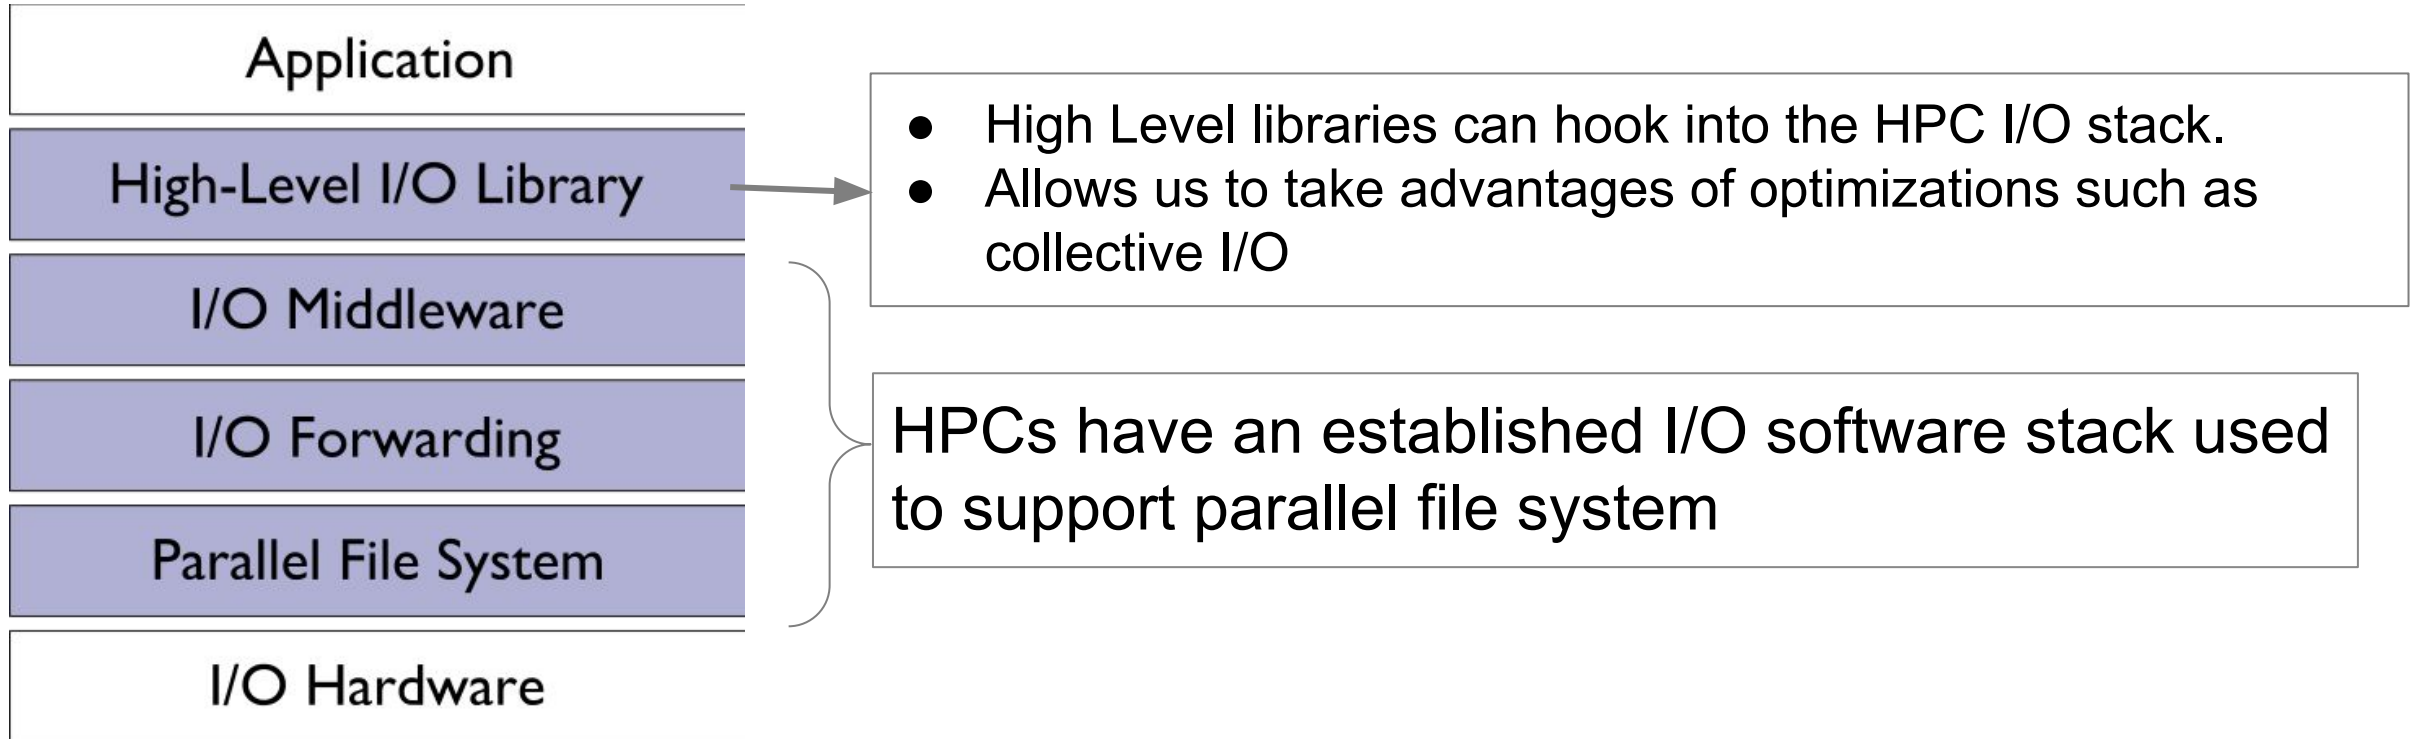 Application
High-Level I/O Library
I/O Middleware
I/O Forwarding
Parallel File System
I/O Hardware
● High Level libraries can hook into the HPC I/O stack.
● Allows us to take advantages of optimizations such as
collective I/O
HPCs have an established I/O software stack used
to support parallel file system